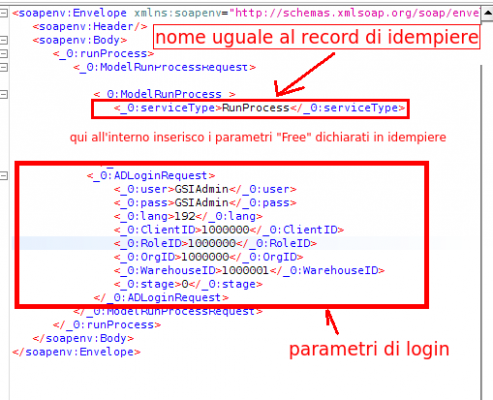 <soapenv:Envelope xmlns:soapenv="http://schemas.xmlsoap.org/soap/enve
<soapenv:Header/>
nome uguale al record di idempiere
<soapenv:Body>
<_0:runProcess>
<_0:ModelRunProcessRequest>
<_0:ModelRunProcess >
<_0:serviceType>RunProcess</_0:serviceType>
qui all'interno inserisco i parametri "Free" dichiarati in idempiere
<_0:ADLoginRequest>
<_0:user>GSIAdmin</_0:user>
<_0:pass>GSIAdmin</_0:pass>
<_0:lang>192</_0:lang>
<_0:ClientID>1000000</_0:ClientID>
<_0:RoleID>1000000</_0:RoleID>
<_0:OrgID>1000000</_0:OrgID>
<_0:WarehouseID>1000001</_0:WarehouseID>
<_0:stage>0</_0:stage>
</_0:ADLoginRequest>
</_0:ModelRunProcessRequest>
</_0:runProcess>
</soapenv:Body>
parametri di login
</soapenv:Envelope>